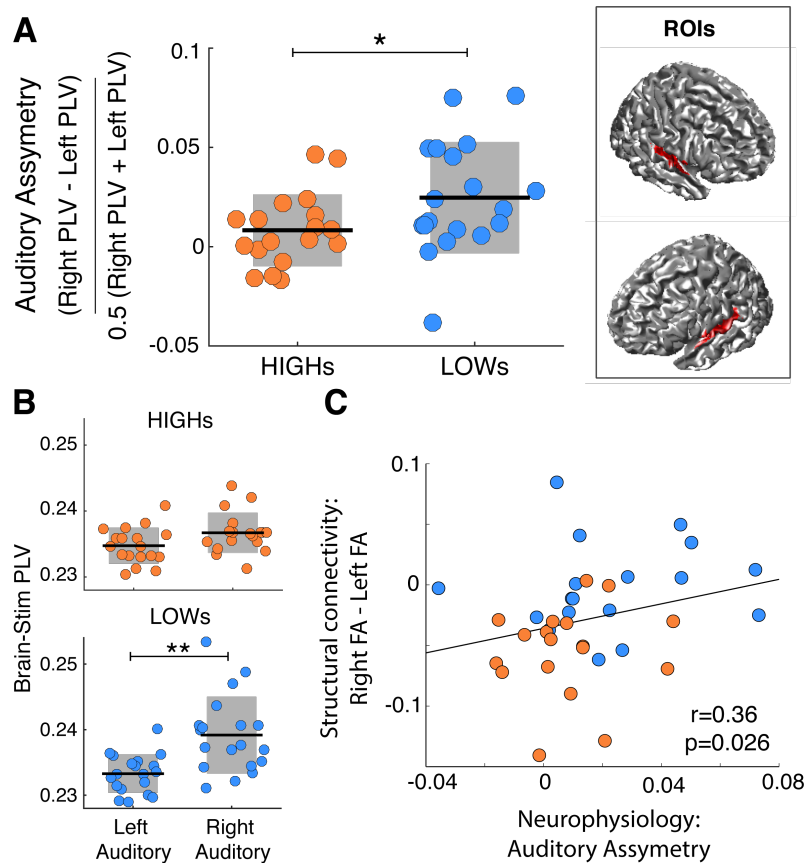 A
Auditory Assymetry
(Right PLV - Left PLV)
0.5 (Right PLV + Left PLV)
0.1
0.05
0
-0.05
*
HIGHs
LOWs
ROIs
B
HIGHs
0.25
0.24
0.23
LOWs
**
0.25
0.24
0.23
Brain-Stim PLV
Left
Auditory
Right
Auditory
C
Structural connectivity:
Right FA - Left FA
0.1
0
-0.1
r=0.36
p=0.026
-0.04
0
0.04
0.08
Neurophysiology:
Auditory Assymetry